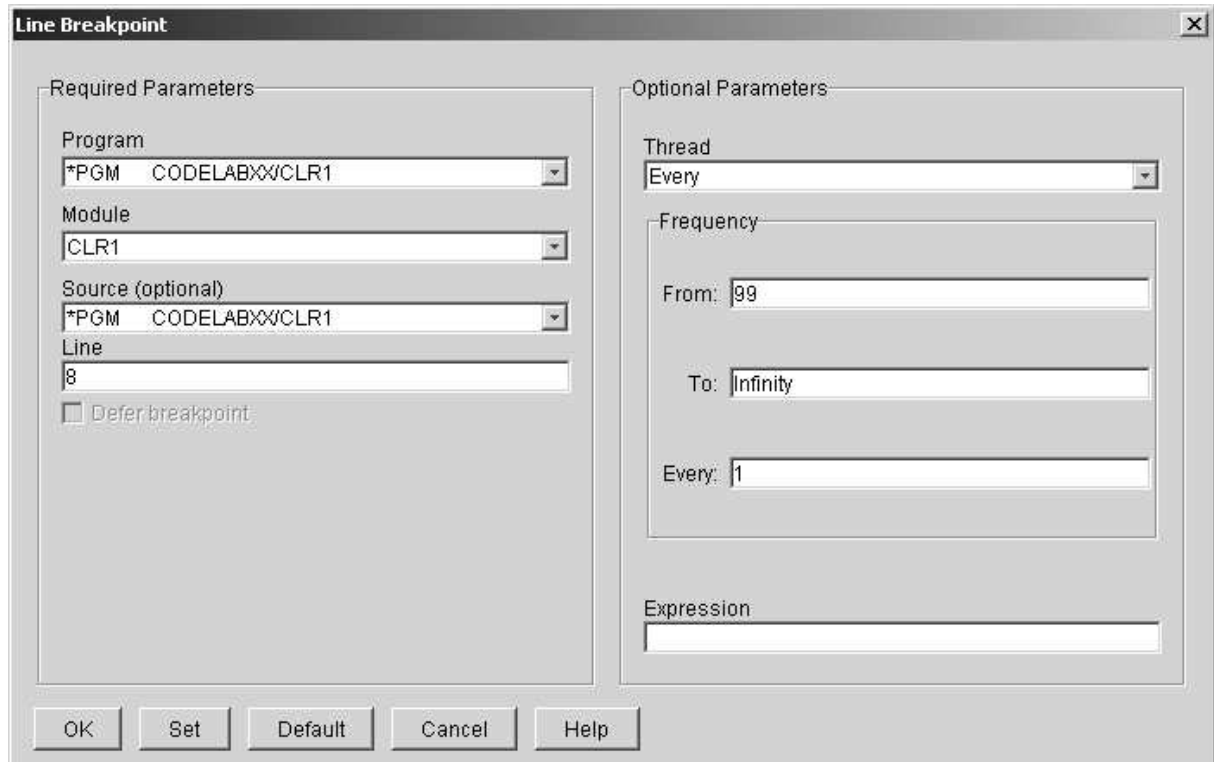 Line Breakpoint
Required Parameters
Program
*PGM CODELABXX/CLR1
Module
CLR1
Source (optional)
*PGM CODELABXX/CLR1
Line
8
Defer breakpoint
Optional Parameters
Thread
Every
Frequency
From: 99
To: Infinity
Every: 1
Expression
OK Set Default Cancel Help